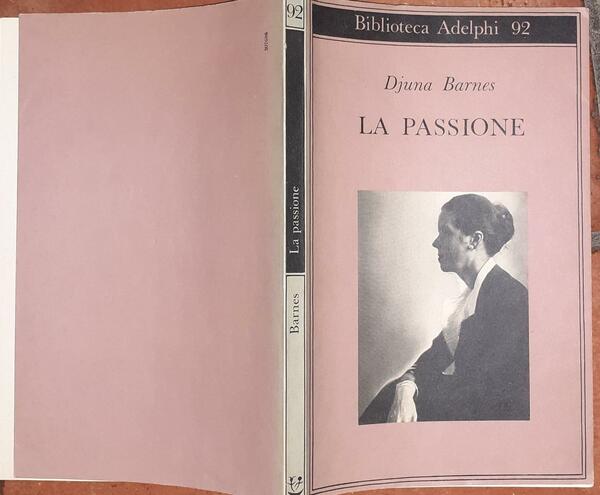 92
La passione
Barnes
Biblioteca Adelphi 92
Djuna Barnes
LA PASSIONE